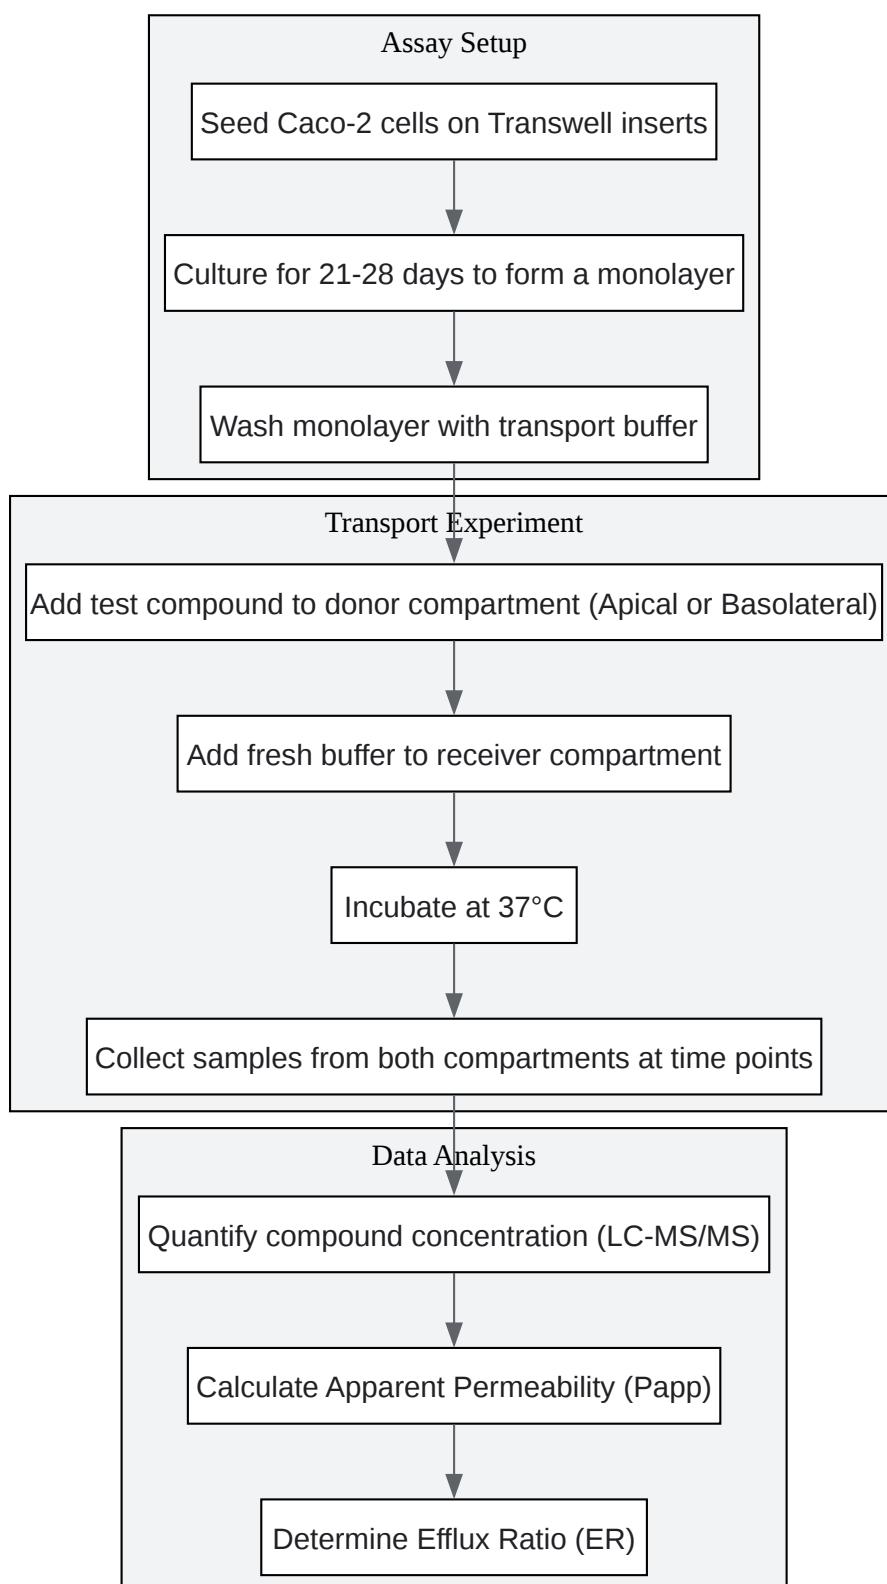 Assay Setup
Seed Caco-2 cells on Transwell inserts
Culture for 21-28 days to form a monolayer
Wash monolayer with transport buffer
Transport Experiment
Add test compound to donor compartment (Apical or Basolateral)
Add fresh buffer to receiver compartment
Incubate at 37°C
Collect samples from both compartments at time points
Data Analysis
Quantify compound concentration (LC-MS/MS)
Calculate Apparent Permeability (Papp)
Determine Efflux Ratio (ER)